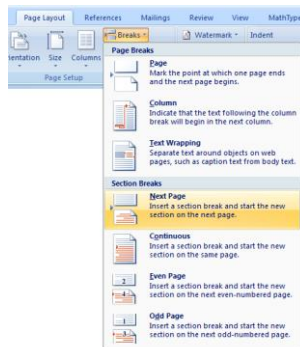 Page Layout References Mailings Review View MathType
Breaks Watermark Indent
entation Size Columns
Page Setup
Page Breaks
Page
Mark the point at which one page ends
and the next page begins.
Column
Indicate that the text following the column
break will begin in the next column.
Text Wrapping
Separate text around objects on web
pages, such as caption text from body text.
Section Breaks
Next Page
Insert a section break and start the new
section on the next page.
Continuous
Insert a section break and start the new
section on the same page.
Even Page
Insert a section break and start the new
section on the next even-numbered page.
Odd Page
Insert a section break and start the new
section on the next odd-numbered page.